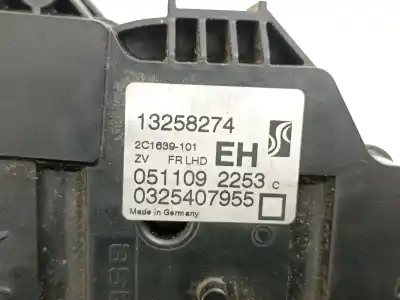 13258274
2C1639-101
ZV FR LHD EH
051109 2253 C
0325407955
Made in Germany